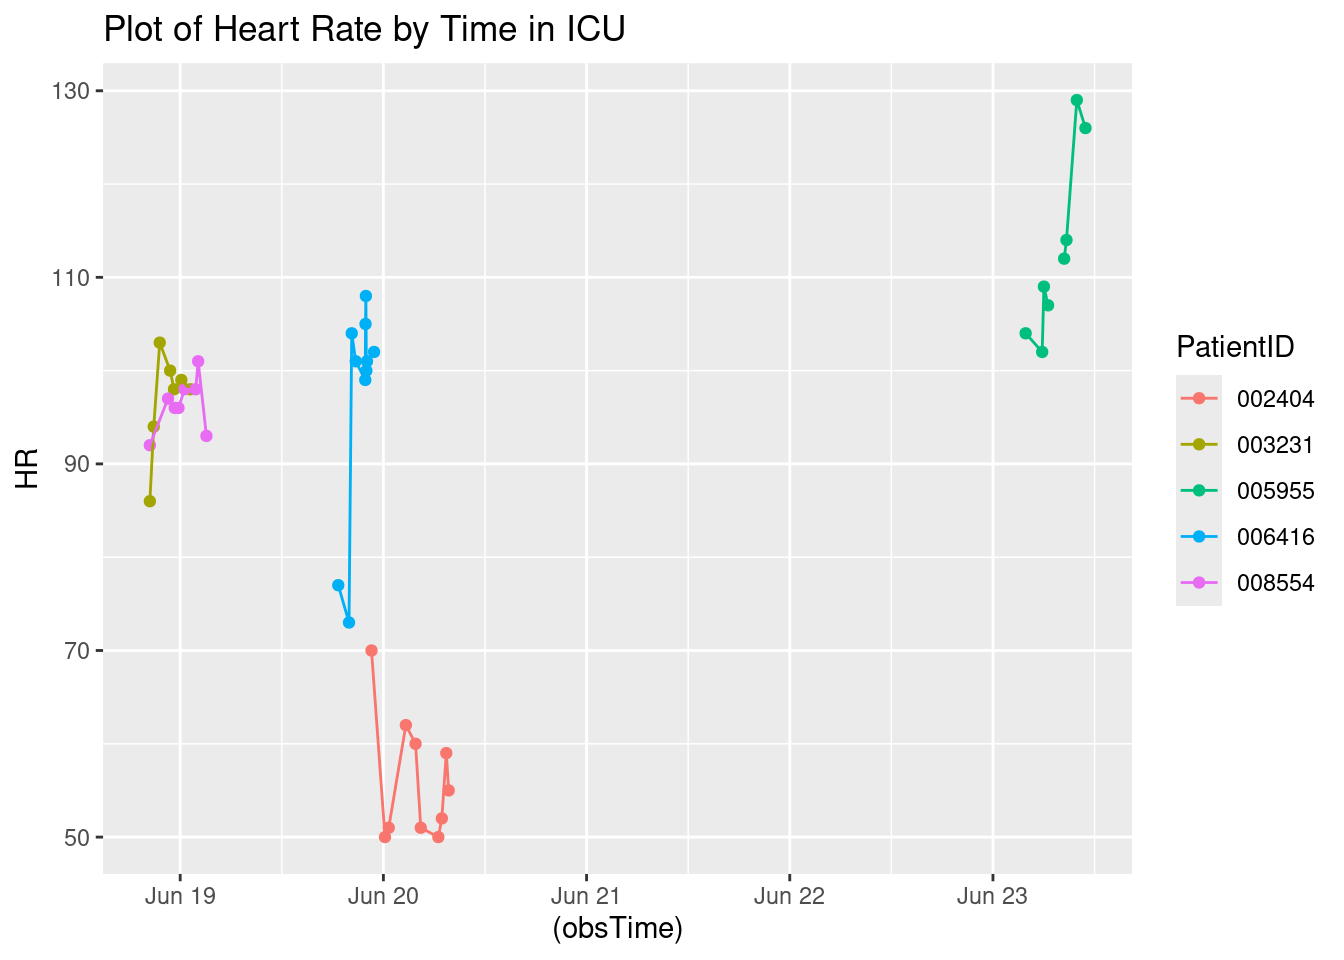 Plot of Heart Rate by Time in ICU
130
110
90
70
50
HR
Jun 19
Jun 20
Jun 21
Jun 22
Jun 23
(obsTime)
PatientID
002404
003231
005955
006416
008554